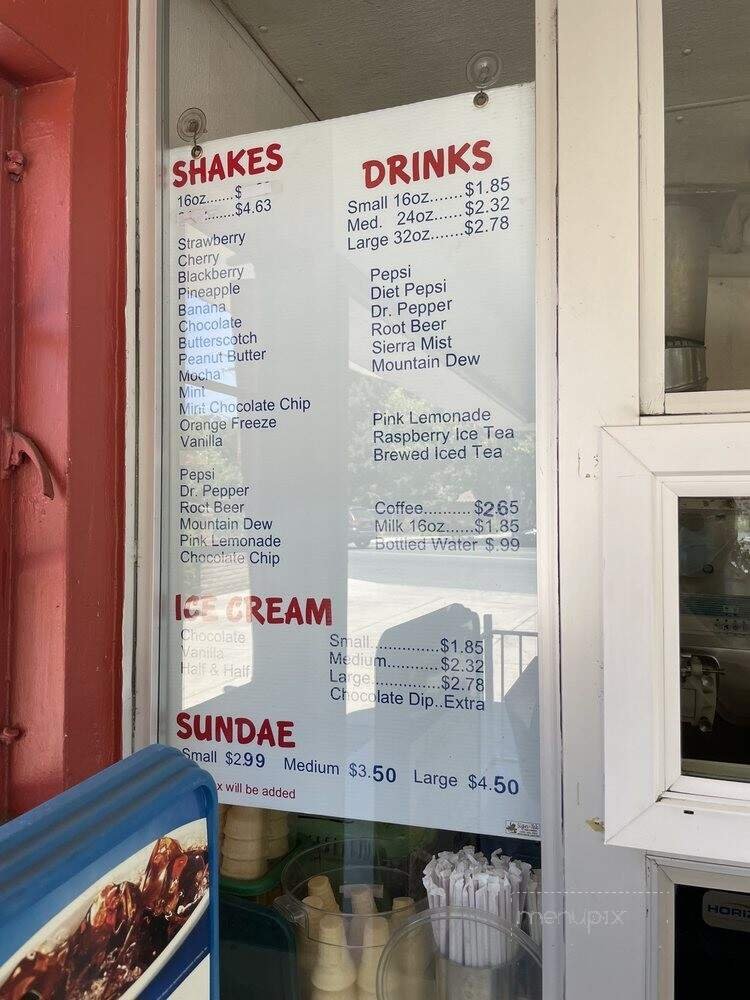 SHAKES
16oz.......$
.......$4.63
Strawberry
Cherry
Blackberry
Pineapple
Banana
Chocolate
Butterscotch
Peanut Butter
Mocha
Mint
Mint Chocolate Chip
Orange Freeze
Vanilla
Pepsi
Dr. Pepper
Root Beer
Mountain Dew
Pink Lemonade
Chocolate Chip
DRINKS
Small 16oz.......$1.85
Med. 24oz......$2.32
Large 32oz.......$2.78
Pepsi
Diet Pepsi
Dr. Pepper
Root Beer
Sierra Mist
Mountain Dew
Pink Lemonade
Raspberry Ice Tea
Brewed Iced Tea
Coffee..........$2.65
Milk 16oz......$1.85
Bottled Water $.99
ICE CREAM
Chocolate
Vanilla
Half & Half
Small...............$1.85
Medium...........$2.32
Large..............$2.78
Chocolate Dip..Extra
SUNDAE
Small $2.99 Medium $3.50 Large $4.50
x will be added
menupix
HORI